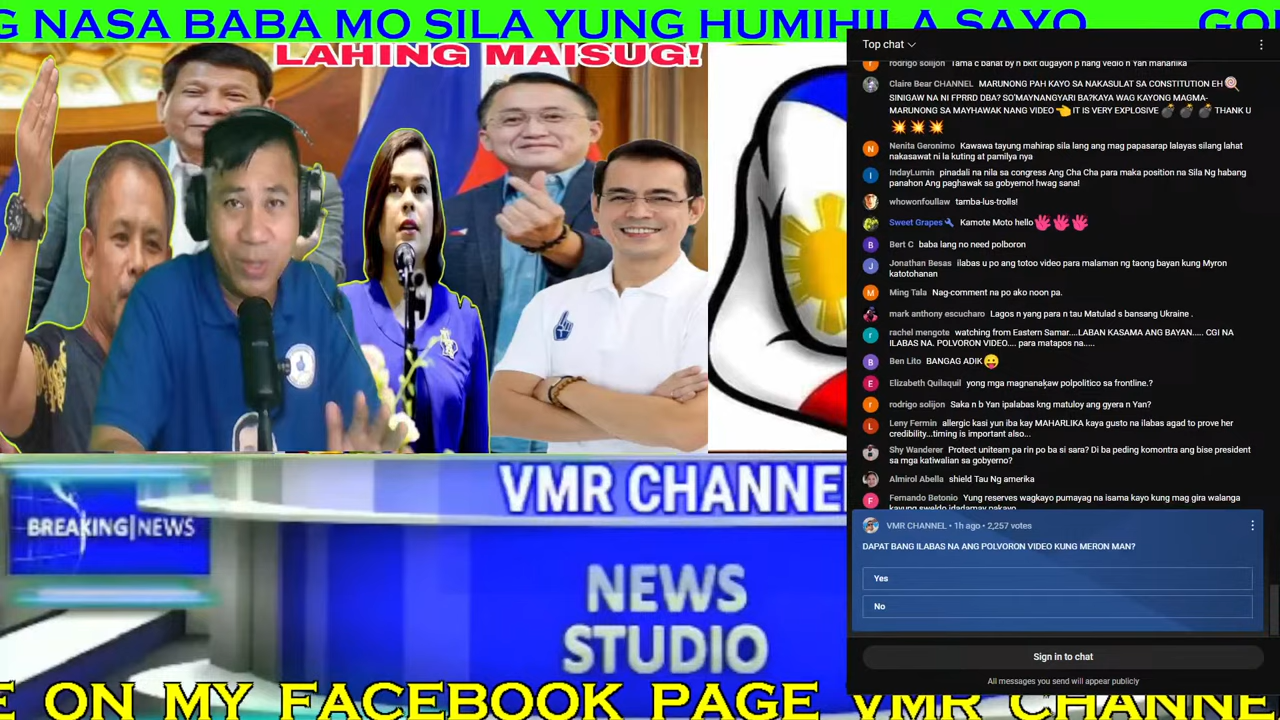 G NASA BABA MO SILA YUNG HUMIHILA SAYO
LAHING MAISUG!
VMR CHANNE
BREAKING|NEWS
NEWS
STUDIO
E ON MY FACEBOOK PAGE VMR CHANNE
Top chat
rodrigo solijon Tama c banat by n bkit dugayon p nang vedio n Yan mahanika
Claire Bear CHANNEL MARUNONG PAH KAYO SA NAKASULAT SA CONSTITUTION EH
SINIGAW NA NI FPRRD DBA? SO'MAYNANGYARI BA?KAYA WAG KAYONG MAGMA-
MARUNONG SA MAYHAWAK NANG VIDEO 👉 IT IS VERY EXPLOSIVE 💣 💣 💣 THANK U
💥 💥 💥
Nenita Geronimo Kawawa tayung mahirap sila lang ang mag papasarap lalayas silang lahat
nakasawat ni la kuting at pamilya nya
IndayLumin pinadali na nila sa congress Ang Cha Cha para maka position na Sila Ng habang
panahon Ang paghawak sa gobyerno! hwag sana!
whowonfoullaw tamba-lus-trolls!
Sweet Grapes Kamote Moto hello
Bert C baba lang no need polboron
Jonathan Besas ilabas u po ang totoo video para malaman ng taong bayan kung Myron
katotohanan
Ming Tala Nag-comment na po ako noon pa.
mark anthony escucharo Lagos n yang para n tau Matulad s bansang Ukraine .
rachel mengote watching from Eastern Samar....LABAN KASAMA ANG BAYAN..... CGI NA
ILABAS NA. POLVORON VIDEO.... para matapos na.....
Ben Lito BANGAG ADIK😛
Elizabeth Quilaquil yong mga magnanaķaw polpolitico sa frontline.?
rodrigo solijon Saka n b Yan ipalabas kng matuloy ang gyera n Yan?
Leny Fermin allergic kasi yun iba kay MAHARLIKA kaya gusto na ilabas agad to prove her
credibility...timing is important also...
Shy Wanderer Protect uniteam pa rin po ba si sara? Di ba peding komontra ang bise president
sa mga katiwalian sa gobyerno?
Almirol Abella shield Tau Ng amerika
Fernando Betonio Yung reserves wagkayo pumayag na isama kayo kung mag gira walanga
kayung sweldo idadamay pakayo
VMR CHANNEL • 1h ago • 2,257 votes
DAPAT BANG ILABAS NA ANG POLVORON VIDEO KUNG MERON MAN?
Yes
No
Sign in to chat
All messages you send will appear publicly